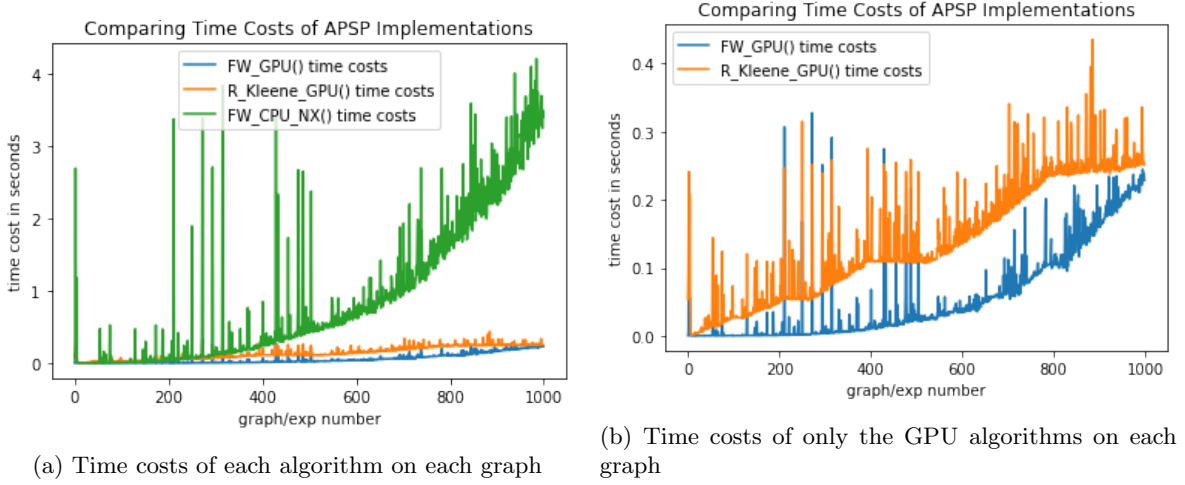 Comparing Time Costs of APSP Implementations
FW_GPU() time costs
R_Kleene_GPU() time costs
FW_CPU_NX() time costs
time cost in seconds
4
3
2
1
0
0
200
400
600
800
1000
graph/exp number
(a) Time costs of each algorithm on each graph
Comparing Time Costs of APSP Implementations
FW_GPU() time costs
R_Kleene_GPU() time costs
time cost in seconds
0.4
0.3
0.2
0.1
0.0
0
200
400
600
800
1000
graph/exp number
(b) Time costs of only the GPU algorithms on each
graph